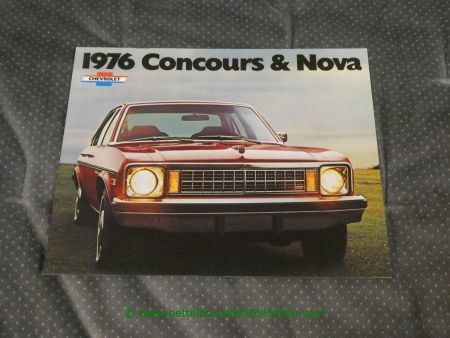 1976 Concours & Nova
CHEVROLET